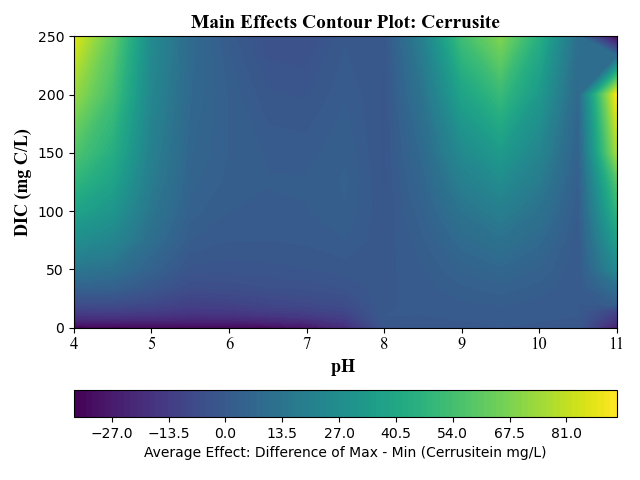 Main Effects Contour Plot: Cerrusite
250
200
150
100
50
0
DIC (mg C/L)
4 5 6 7 8 9 10 11
pH
−27.0 −13.5 0.0 13.5 27.0 40.5 54.0 67.5 81.0
Average Effect: Difference of Max - Min (Cerrusitein mg/L)